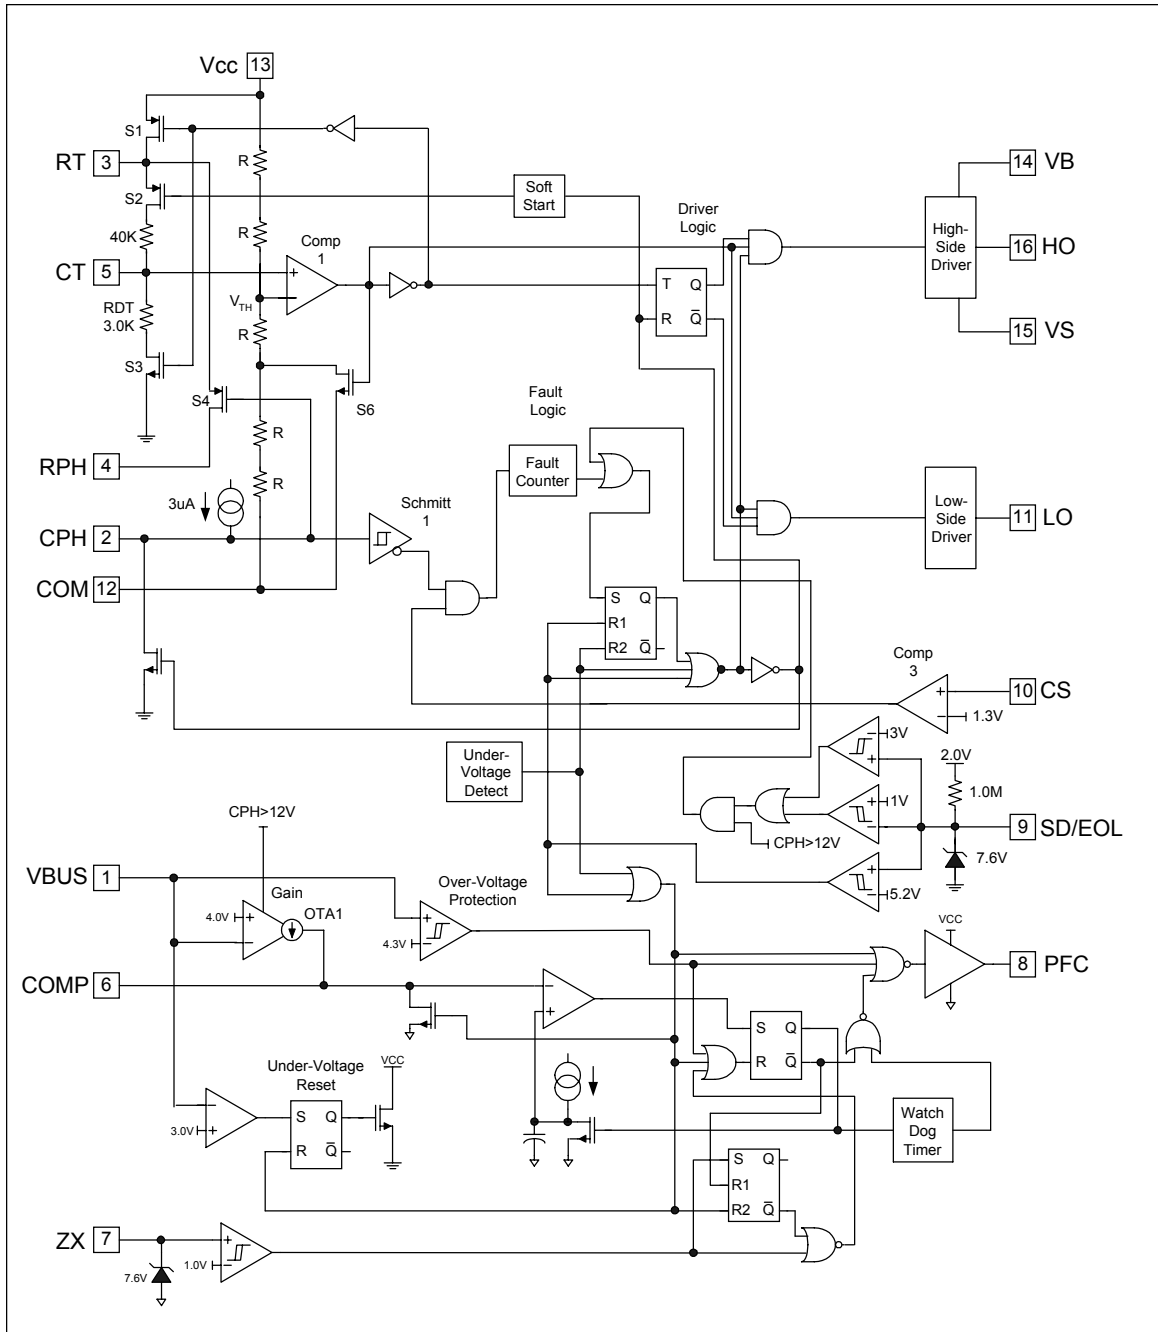 Vcc 13
S1
RT 3
R
14 VB
S2
Soft
Start
Driver
Logic
High-
Side
Driver
40K
R
Comp
1
16 HO
CT 5
T Q
R Q̅
VTH
RDT
3.0K
R
15 VS
S3
S4
S6
Fault
Logic
R
RPH 4
Fault
Counter
R
3uA
Schmitt
1
Low-
Side
Driver
11 LO
CPH 2
COM 12
S Q
R1
R2 Q̅
Comp
3
10 CS
1.3V
3V
2.0V
Under-
Voltage
Detect
1.0M
1V
9 SD/EOL
CPH>12V
CPH>12V
7.6V
VBUS 1
Gain
Over-Voltage
Protection
5.2V
4.0V
OTA1
4.3V
VCC
COMP 6
8 PFC
S Q
R Q̅
Under-Voltage
Reset
VCC
S Q
R Q̅
3.0V
Watch
Dog
Timer
S Q
R1
R2 Q̅
ZX 7
1.0V
7.6V